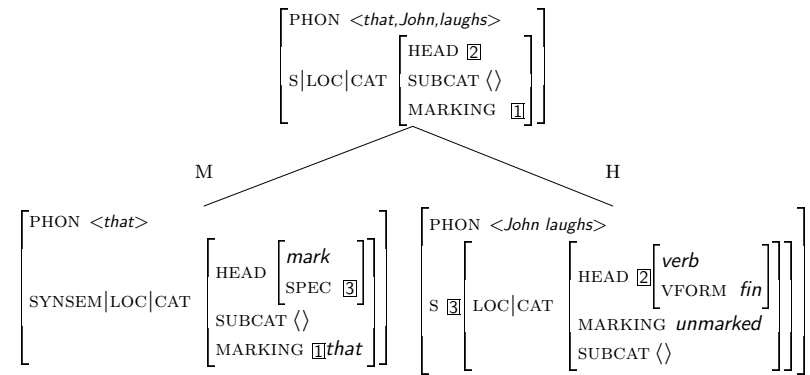 PHON <that,John,laughs>
HEAD 2
S|LOC|CAT SUBCAT ⟨⟩
MARKING 1
M H
PHON <that>
HEAD mark
SPEC 3
SYNSEM|LOC|CAT
SUBCAT ⟨⟩
MARKING 1 that
PHON <John laughs>
verb
HEAD 2
VFORM fin
S 3 LOC|CAT
MARKING unmarked
SUBCAT ⟨⟩